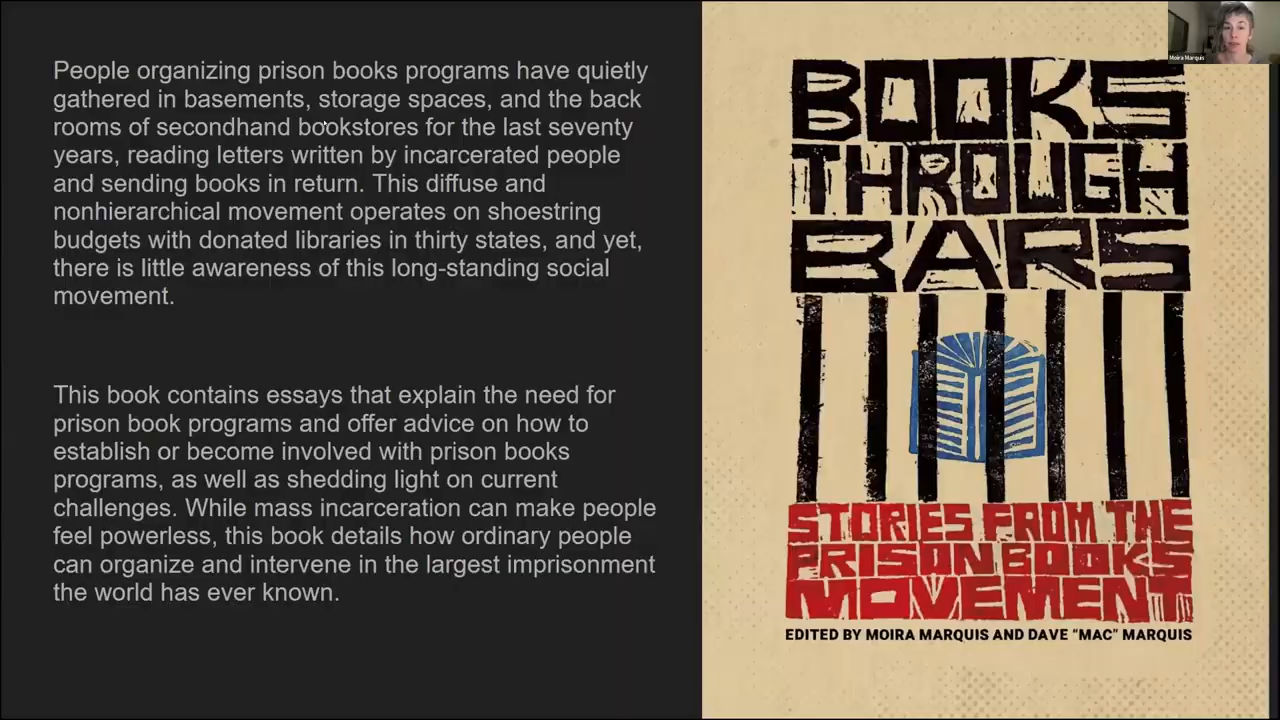 People organizing prison books programs have quietly
gathered in basements, storage spaces, and the back
rooms of secondhand bookstores for the last seventy
years, reading letters written by incarcerated people
and sending books in return. This diffuse and
nonhierarchical movement operates on shoestring
budgets with donated libraries in thirty states, and yet,
there is little awareness of this long-standing social
movement.
This book contains essays that explain the need for
prison book programs and offer advice on how to
establish or become involved with prison books
programs, as well as shedding light on current
challenges. While mass incarceration can make people
feel powerless, this book details how ordinary people
can organize and intervene in the largest imprisonment
the world has ever known.
BOOKS
THROUGH
BARS
STORIES FROM THE
PRISON BOOKS
MOVEMENT
EDITED BY MOIRA MARQUIS AND DAVE “MAC” MARQUIS
Moira Marquis